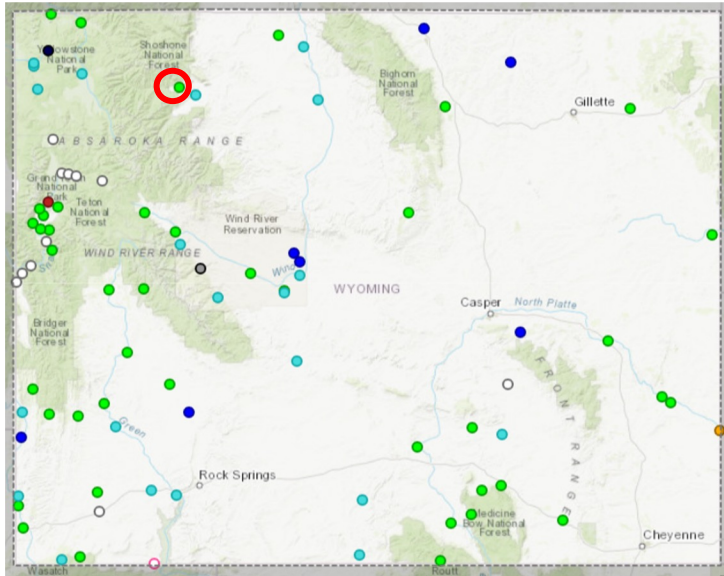 Yellowstone
National
Park
Shoshone
National
Forest
Bighorn
National
Forest
Gillette
ABSAROKA RANGE
National
Park
Teton
National
Forest
Wind River
Reservation
WIND RIVER RANGE
Wind
WYOMING
Casper
North Platte
Bridger
National
Forest
FRONT RANGE
Green
Rock Springs
Medicine
Bow National
Forest
Cheyenne
Wasatch
Routt